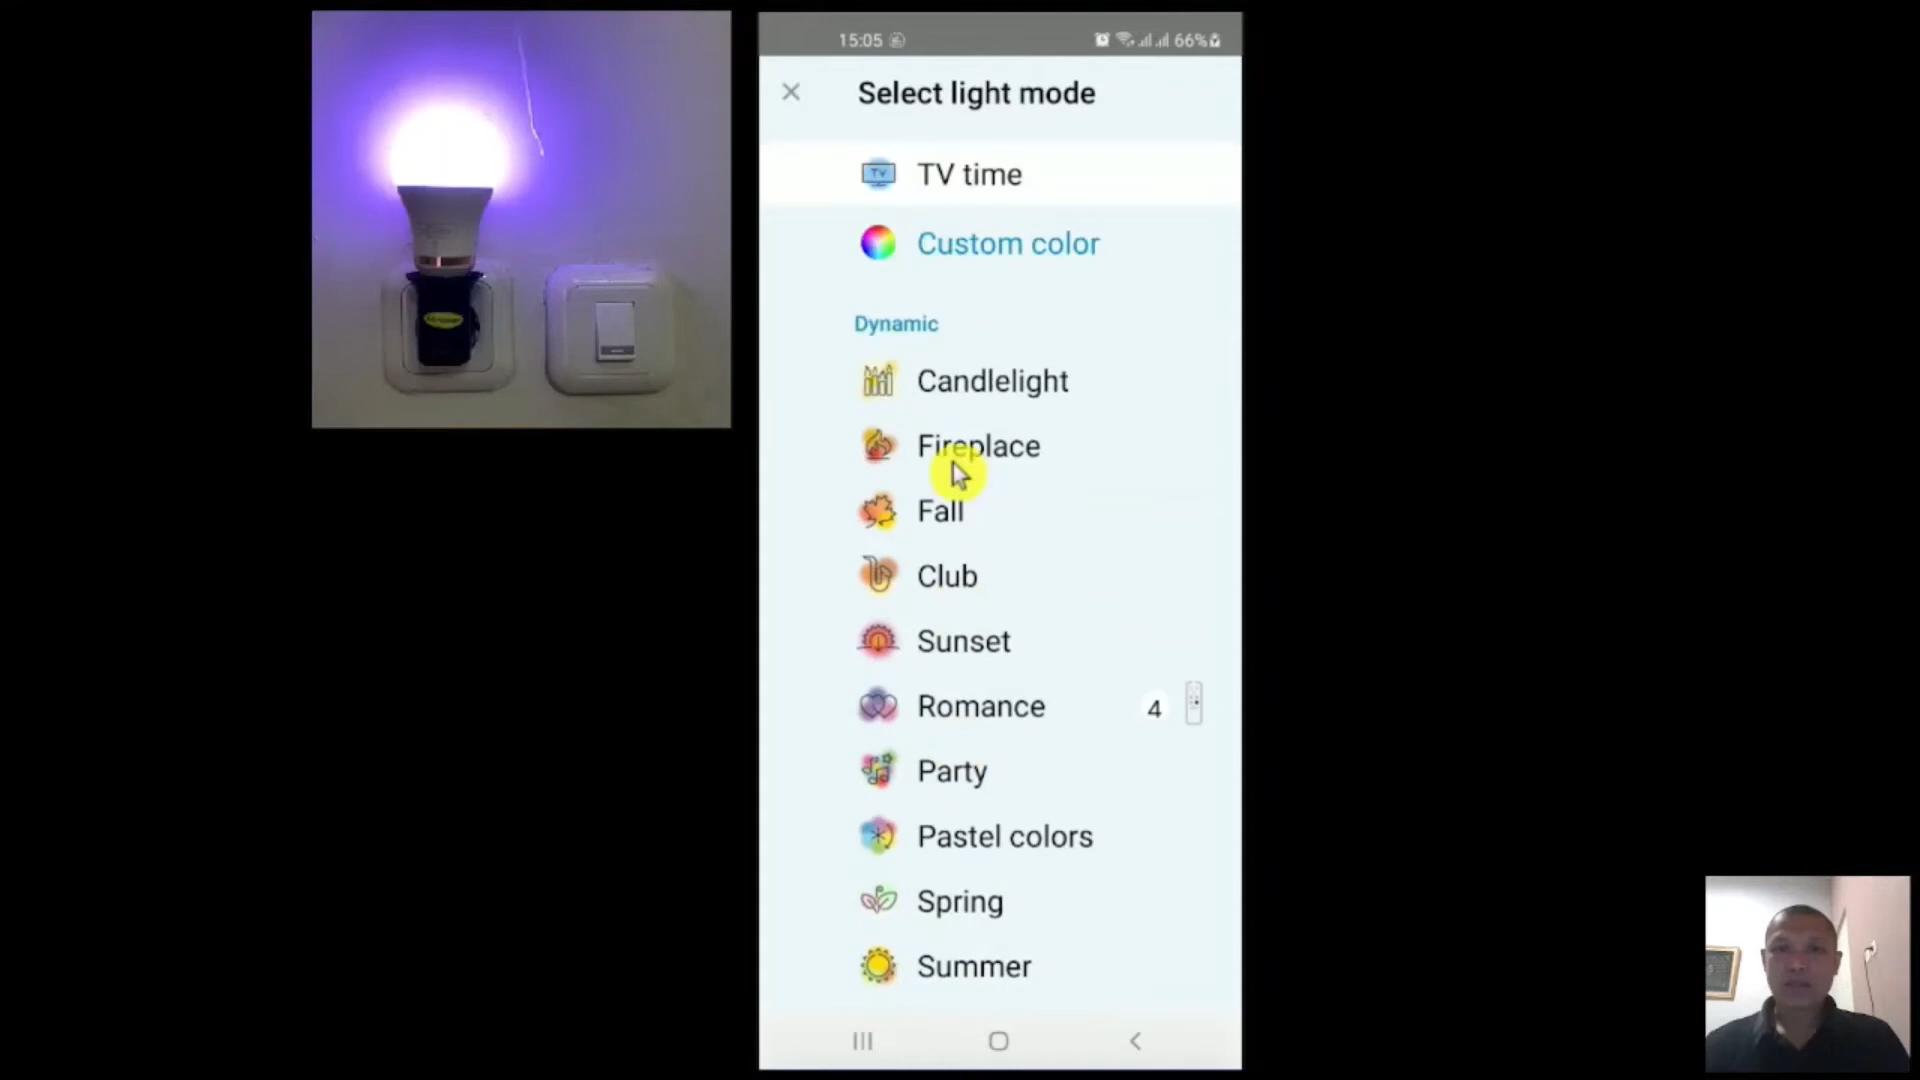 15:05
66%
Select light mode
TV
TV time
Custom color
Dynamic
Candlelight
Fireplace
Fall
Club
Sunset
Romance
4
Party
Pastel colors
Spring
Summer